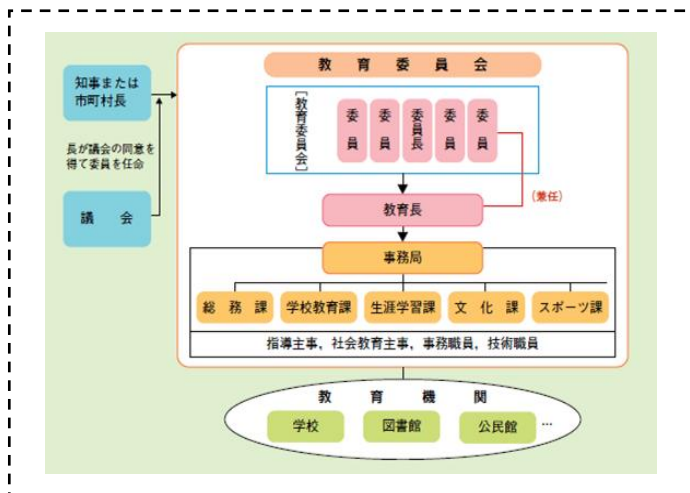 教育委員会
知事または
市町村長
長が議会の同意を
得て委員を任命
議会
[教育委員会]
委員
委員
委員長
委員
委員
(兼任)
教育長
事務局
総務課
学校教育課
生涯学習課
文化課
スポーツ課
指導主事，社会教育主事，事務職員，技術職員
教育機関
学校
図書館
公民館
…